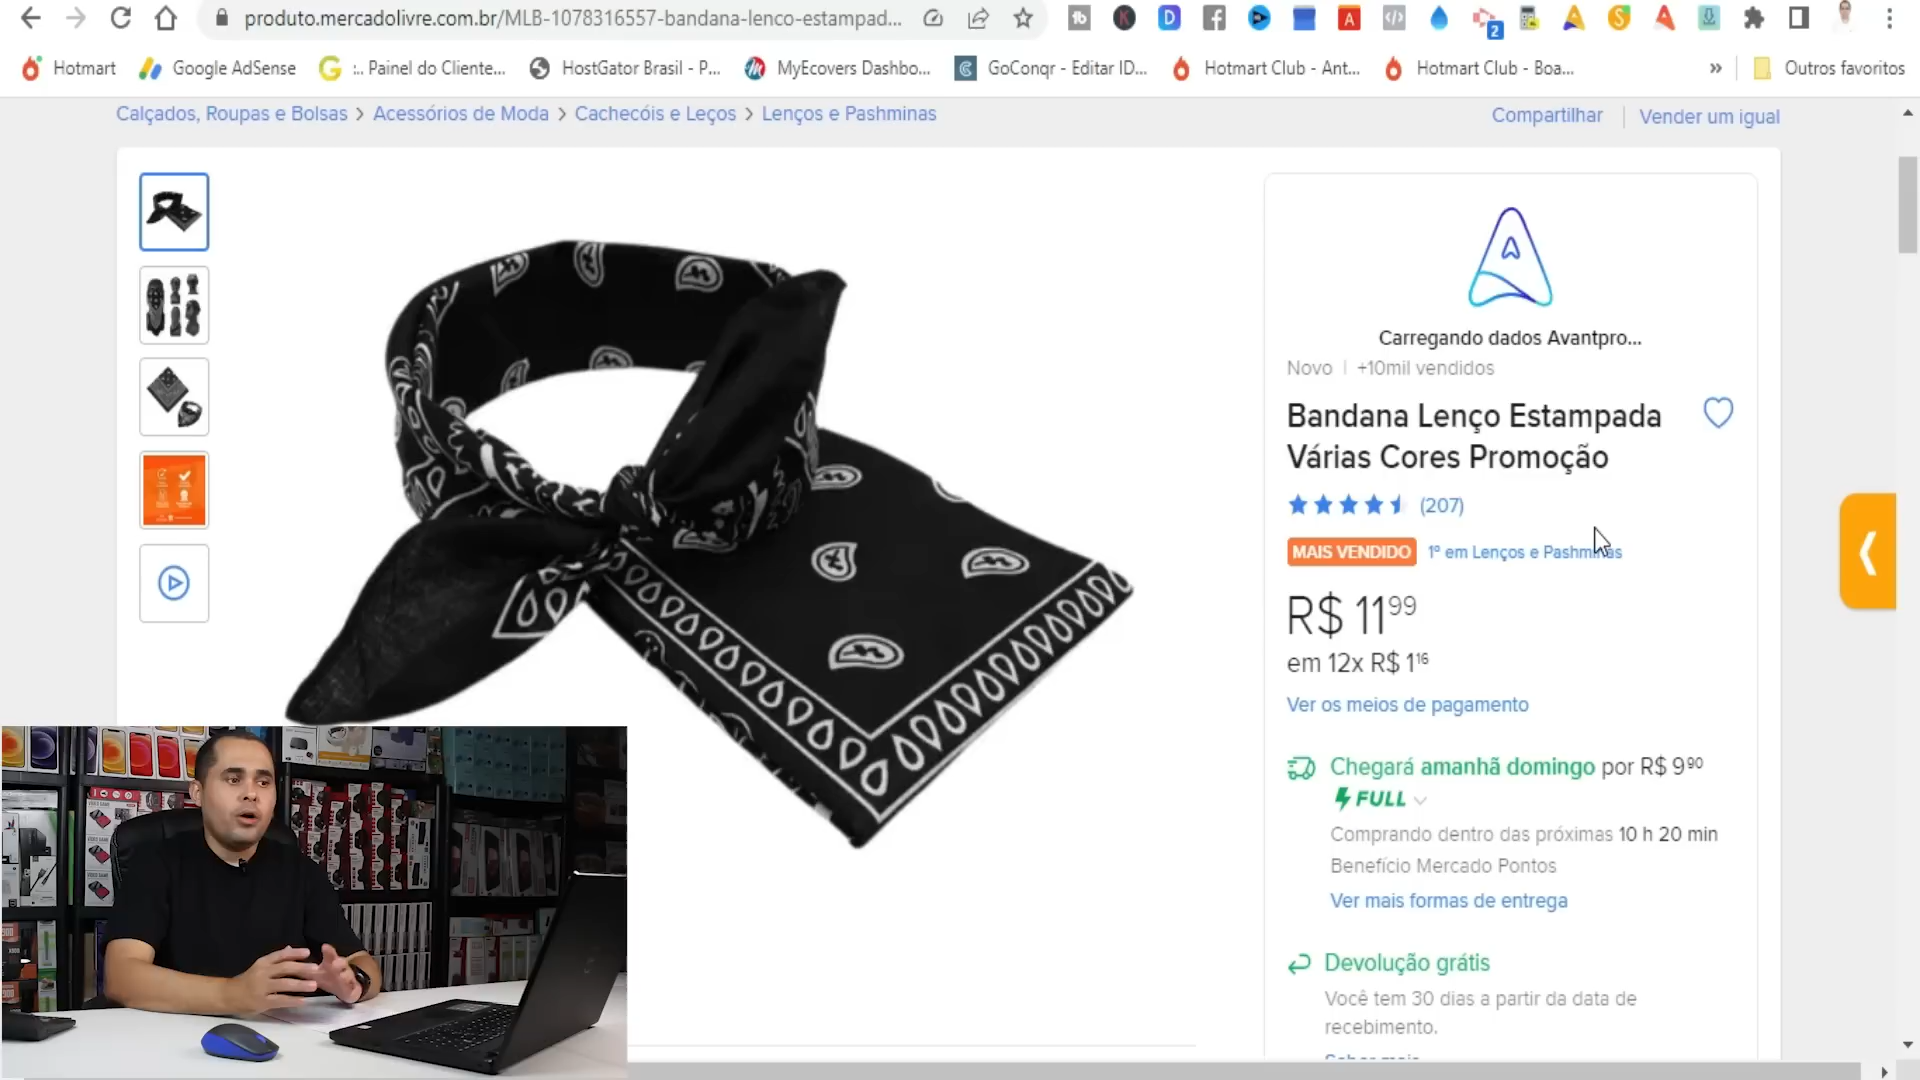 produto.mercadolivre.com.br/MLB-1078316557-bandana-lenco-estampad...
2
Hotmart
Google AdSense
:.. Painel do Cliente...
HostGator Brasil - P...
MyEcovers Dashbo...
GoConqr - Editar ID...
Hotmart Club - Ant...
Hotmart Club - Boa...
»
Outros favoritos
Calçados, Roupas e Bolsas > Acessórios de Moda > Cachecóis e Leços > Lenços e Pashminas
Compartilhar | Vender um igual
Carregando dados Avantpro...
Novo | +10mil vendidos
Bandana Lenço Estampada
Várias Cores Promoção
(207)
MAIS VENDIDO 1º em Lenços e Pashminas
R$ 11 99
em 12x R$ 1 16
Ver os meios de pagamento
Chegará amanhã domingo por R$ 9 90
FULL
Comprando dentro das próximas 10 h 20 min
Benefício Mercado Pontos
Ver mais formas de entrega
Devolução grátis
Você tem 30 dias a partir da data de
recebimento.
Saber mais